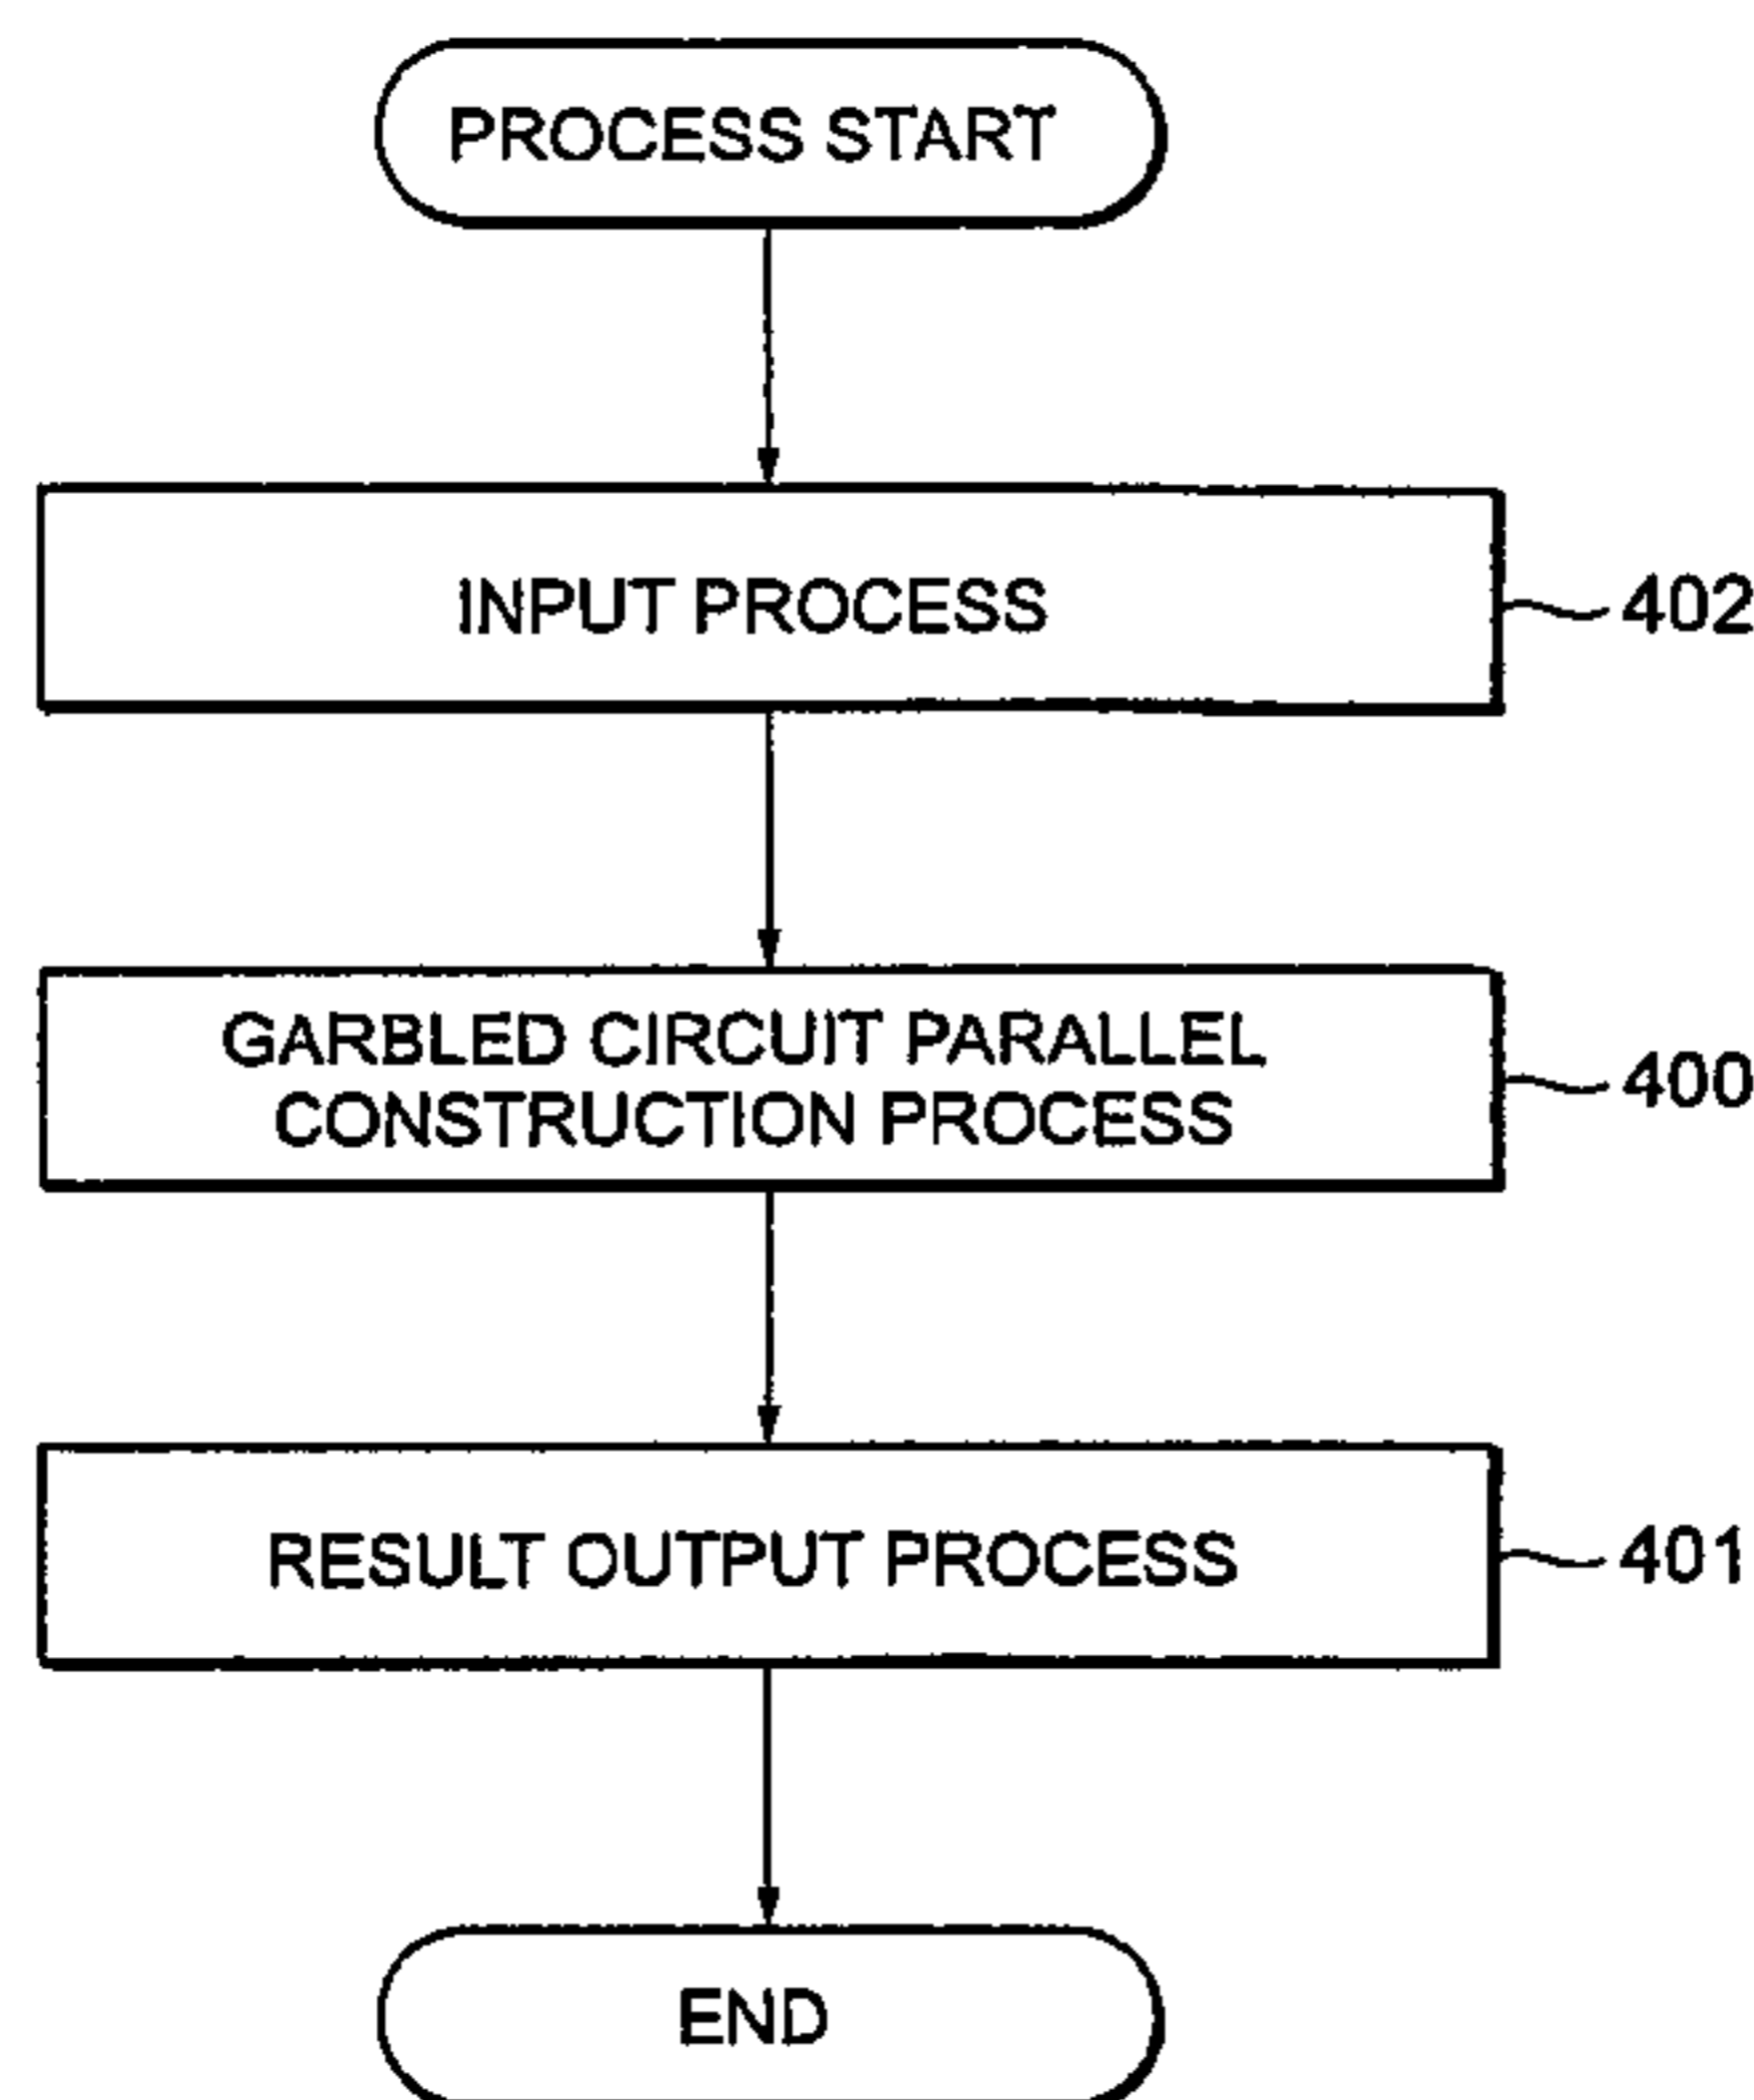 PROCESS START
INPUT PROCESS
402
GARBLED CIRCUIT PARALLEL
CONSTRUCTION PROCESS
400
RESULT OUTPUT PROCESS
401
END